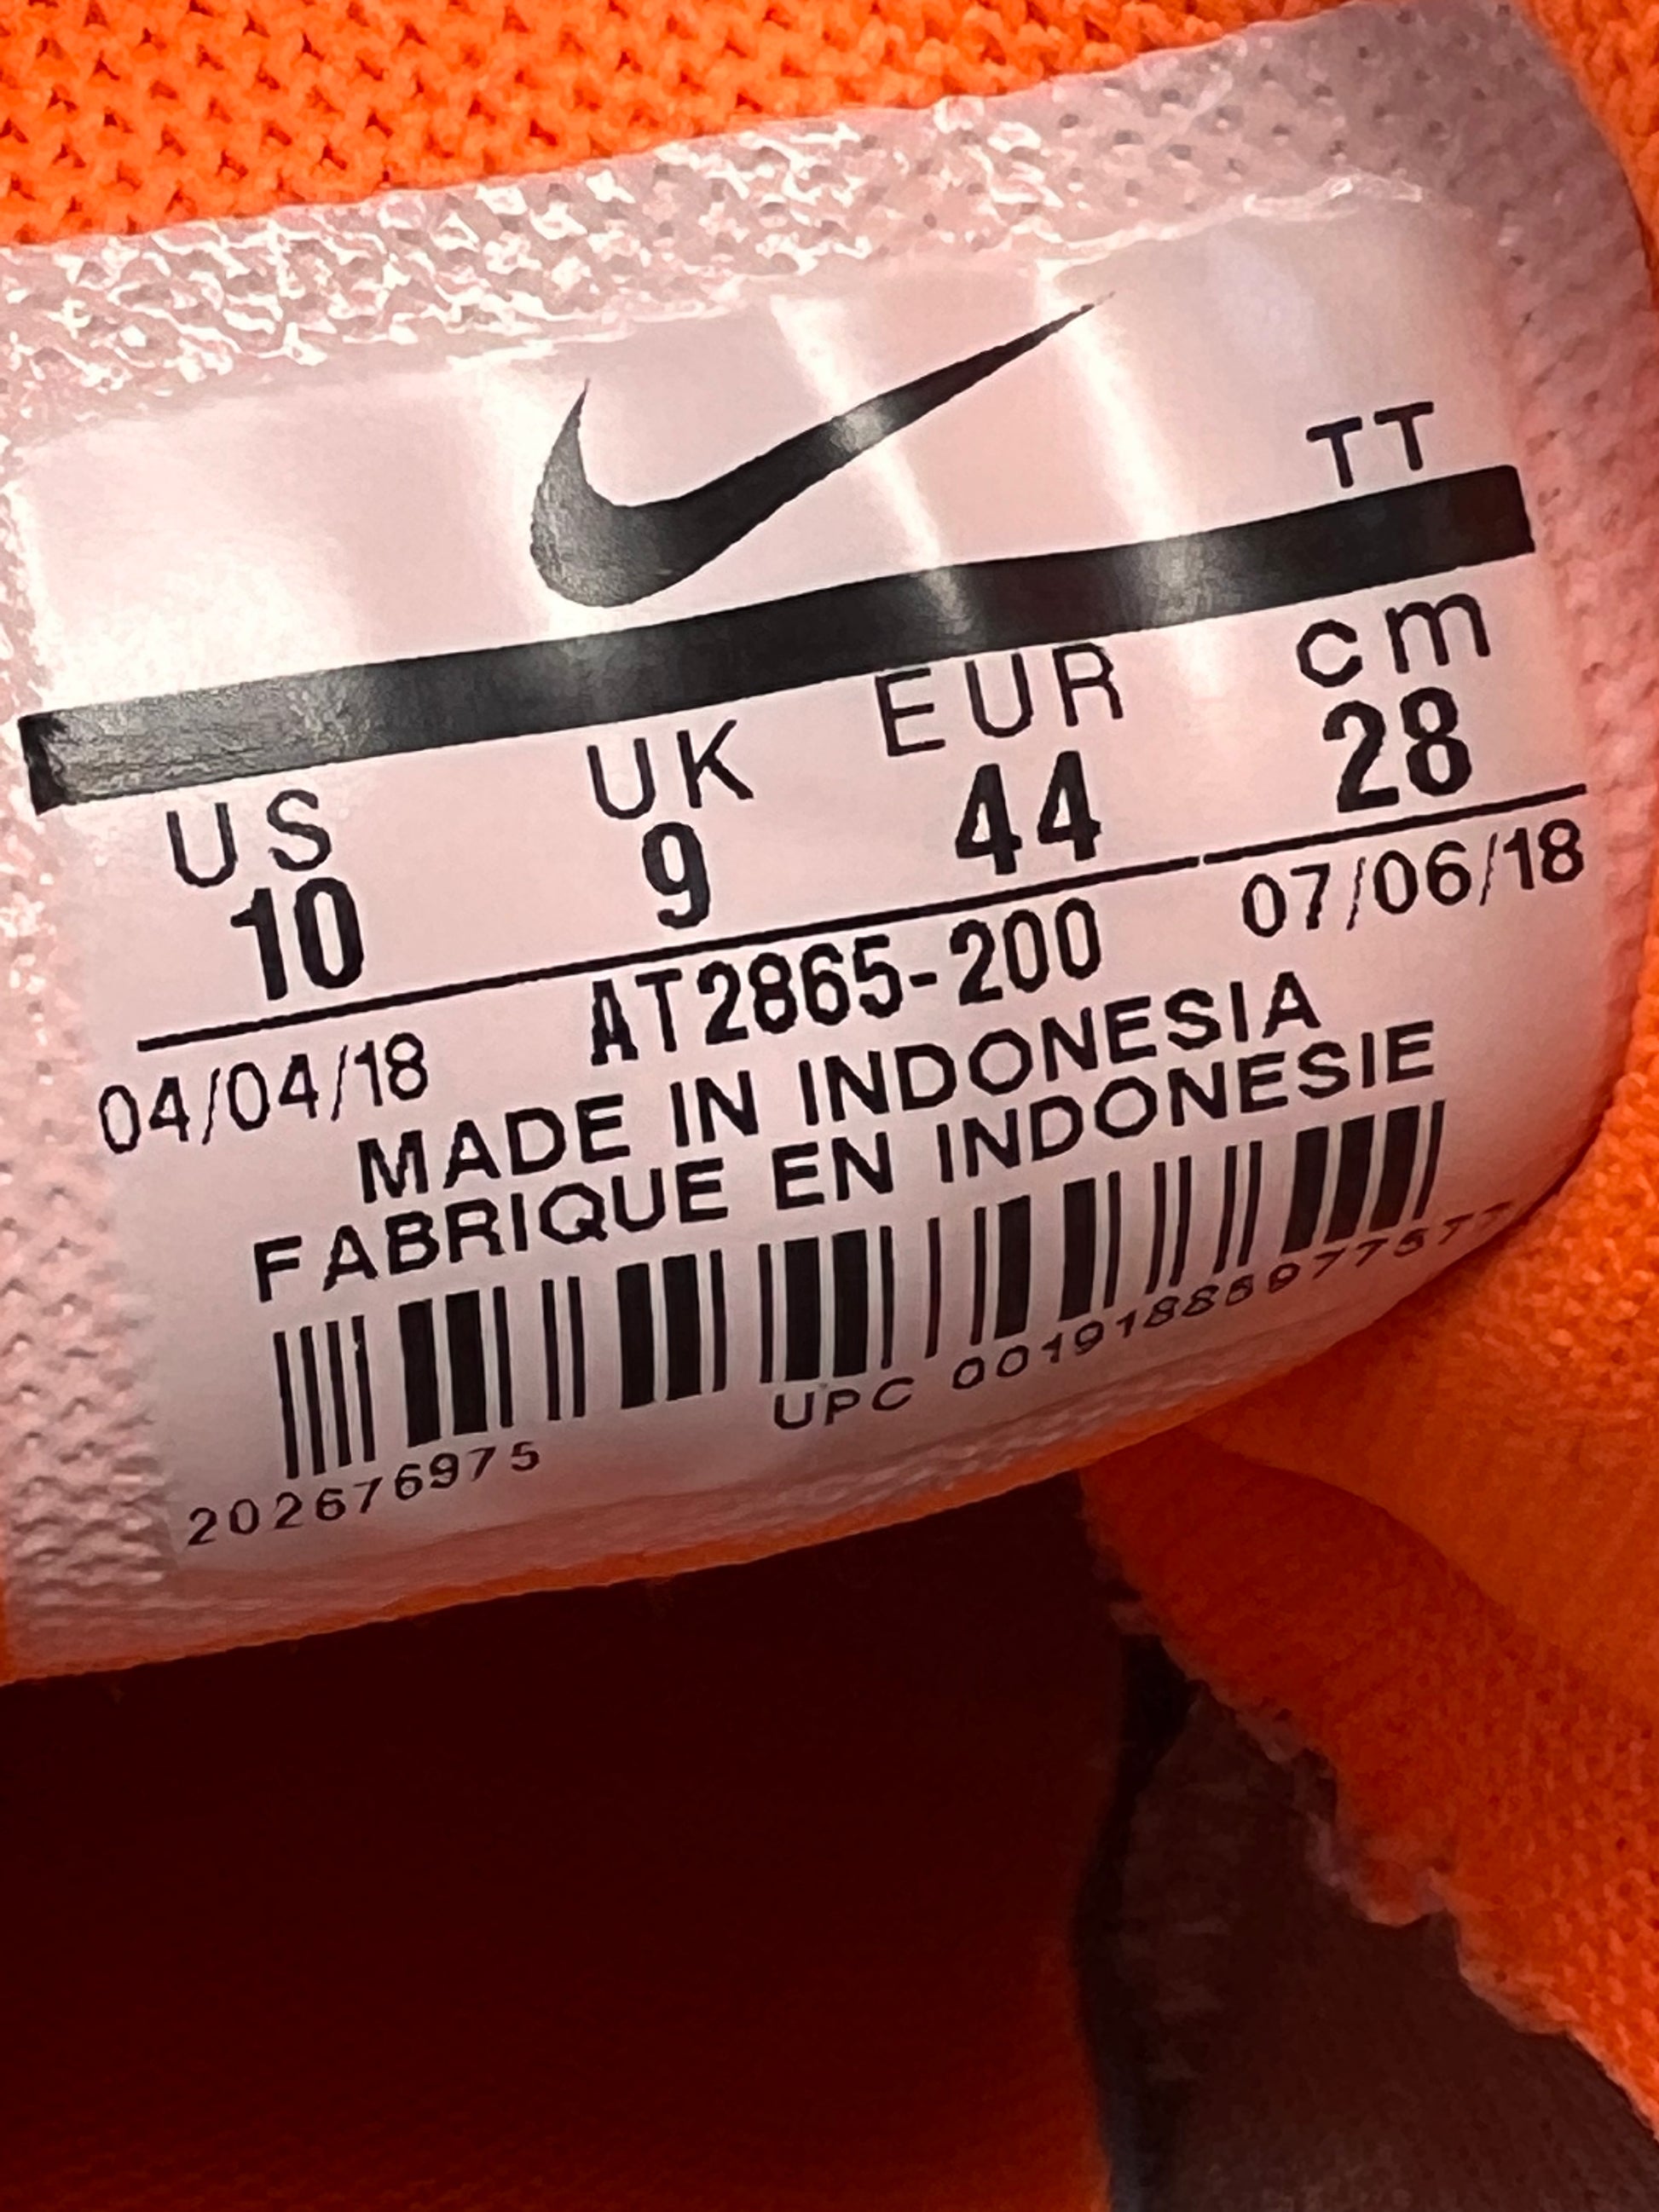 TT
US UK EUR cm
10 9 44 28
04/04/18 AT2865-200 07/06/18
MADE IN INDONESIA
FABRIQUE EN INDONESIE
202676975 UPC